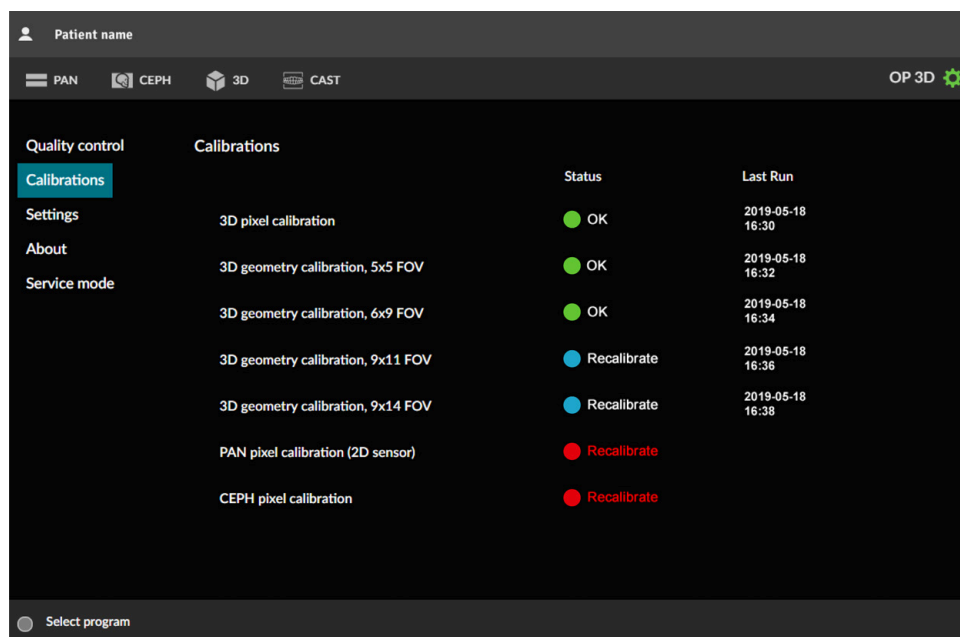 Patient name
PAN CEPH 3D CAST OP 3D
Quality control
Calibrations
Settings
About
Service mode
Calibrations
Status Last Run
3D pixel calibration OK 2019-05-18
16:30
3D geometry calibration, 5x5 FOV OK 2019-05-18
16:32
3D geometry calibration, 6x9 FOV OK 2019-05-18
16:34
3D geometry calibration, 9x11 FOV Recalibrate 2019-05-18
16:36
3D geometry calibration, 9x14 FOV Recalibrate 2019-05-18
16:38
PAN pixel calibration (2D sensor) Recalibrate
CEPH pixel calibration Recalibrate
Select program